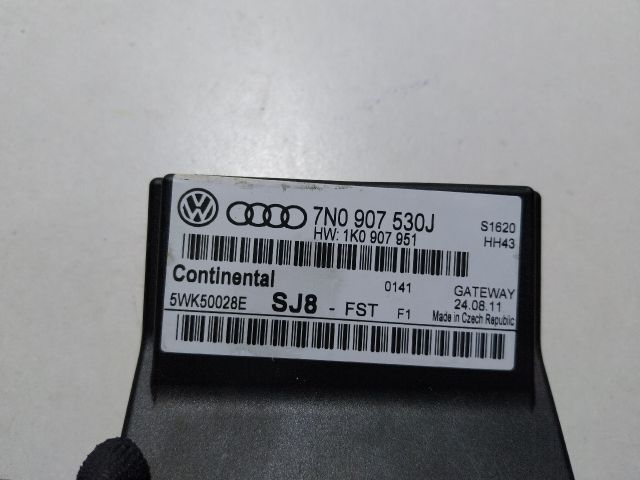 7N0 907 530J
HW: 1K0 907 951
S1620
HH43
Continental
0141
GATEWAY
5WK50028E SJ8 - FST F1
24.08.11
Made in Czech Republic